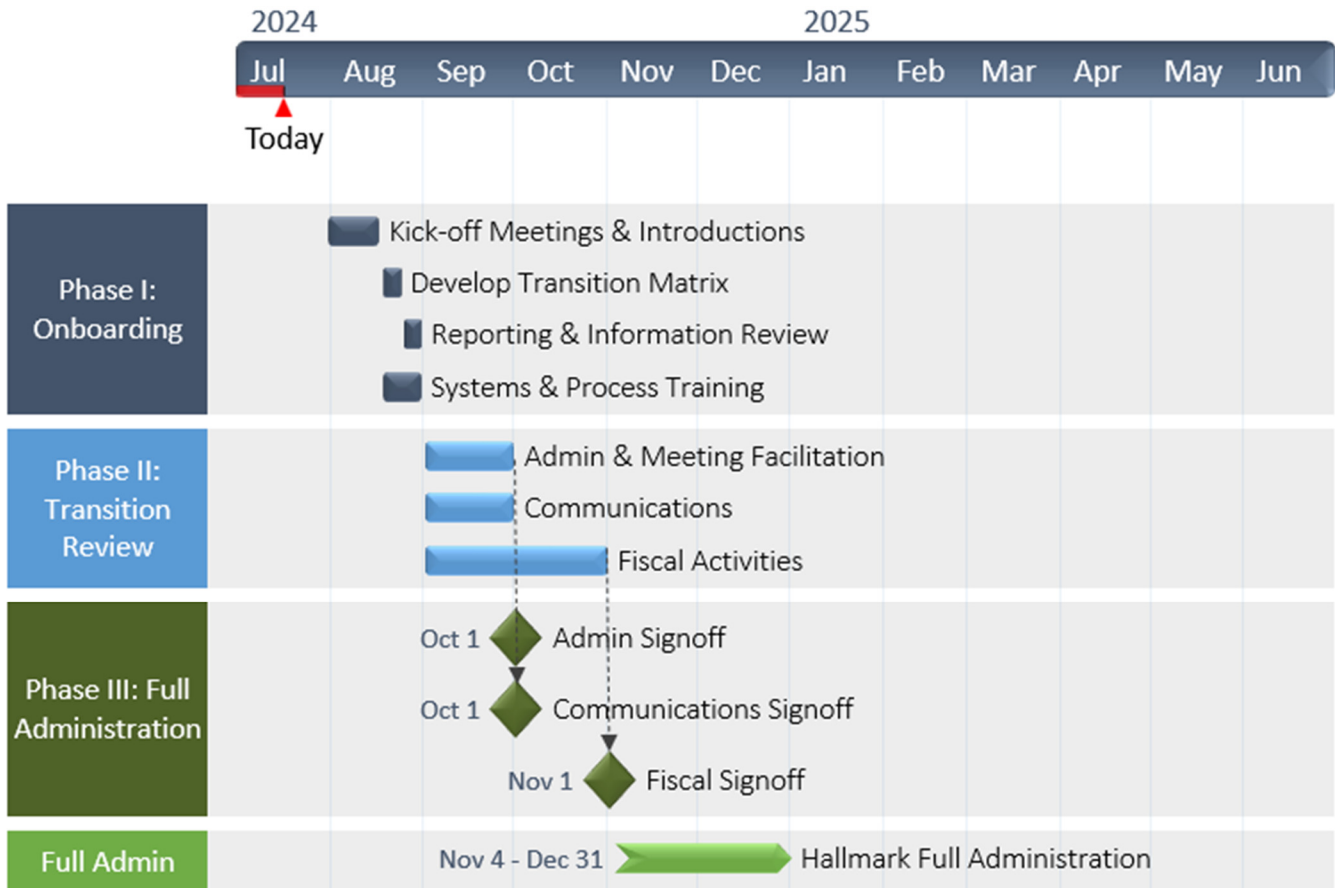 2024 2025
Jul Aug Sep Oct Nov Dec Jan Feb Mar Apr May Jun
Today
Phase I:
Onboarding
Kick-off Meetings & Introductions
Develop Transition Matrix
Reporting & Information Review
Systems & Process Training
Phase II:
Transition
Review
Admin & Meeting Facilitation
Communications
Fiscal Activities
Phase III: Full
Administration
Oct 1 Admin Signoff
Oct 1 Communications Signoff
Nov 1 Fiscal Signoff
Full Admin
Nov 4 - Dec 31 Hallmark Full Administration